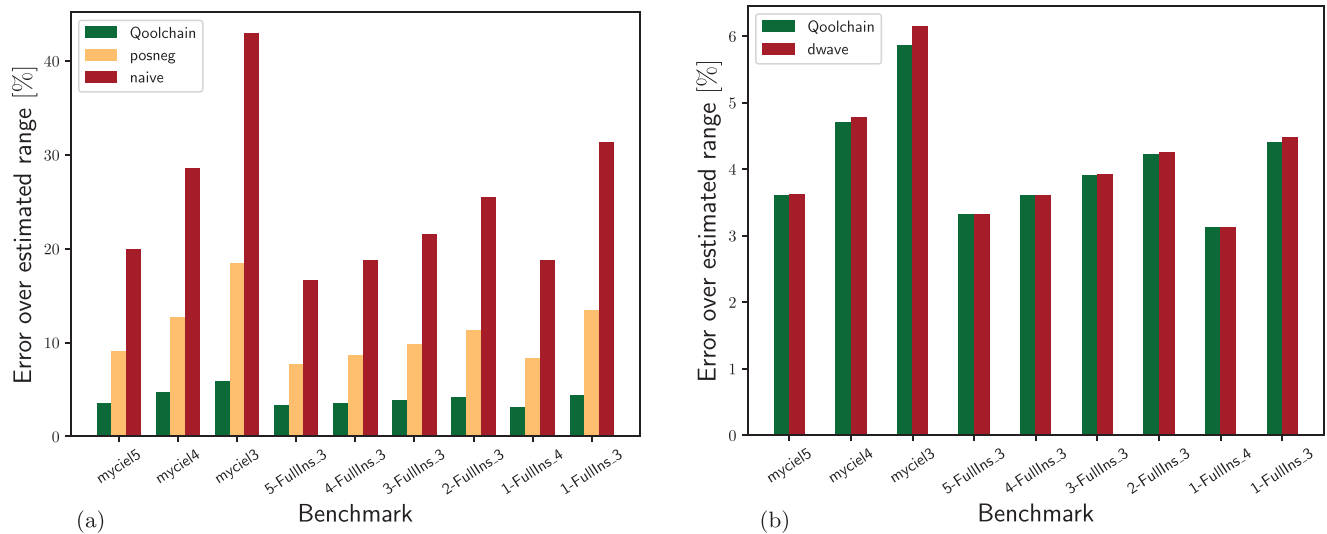 Error over estimated range [%]
Qoolchain
posneg
naive
40
30
20
10
0
myciel5
myciel4
myciel3
5-FullIns_3
4-FullIns_3
3-FullIns_3
2-FullIns_3
1-FullIns_4
1-FullIns_3
Benchmark
(a)
Error over estimated range [%]
Qoolchain
dwave
6
5
4
3
2
1
0
myciel5
myciel4
myciel3
5-FullIns_3
4-FullIns_3
3-FullIns_3
2-FullIns_3
1-FullIns_4
1-FullIns_3
Benchmark
(b)